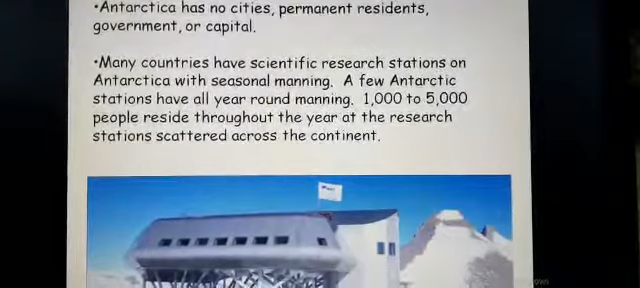 •Antarctica has no cities, permanent residents,
government, or capital.
•Many countries have scientific research stations on
Antarctica with seasonal manning.  A few Antarctic
stations have all year round manning.  1,000 to 5,000
people reside throughout the year at the research
stations scattered across the continent.